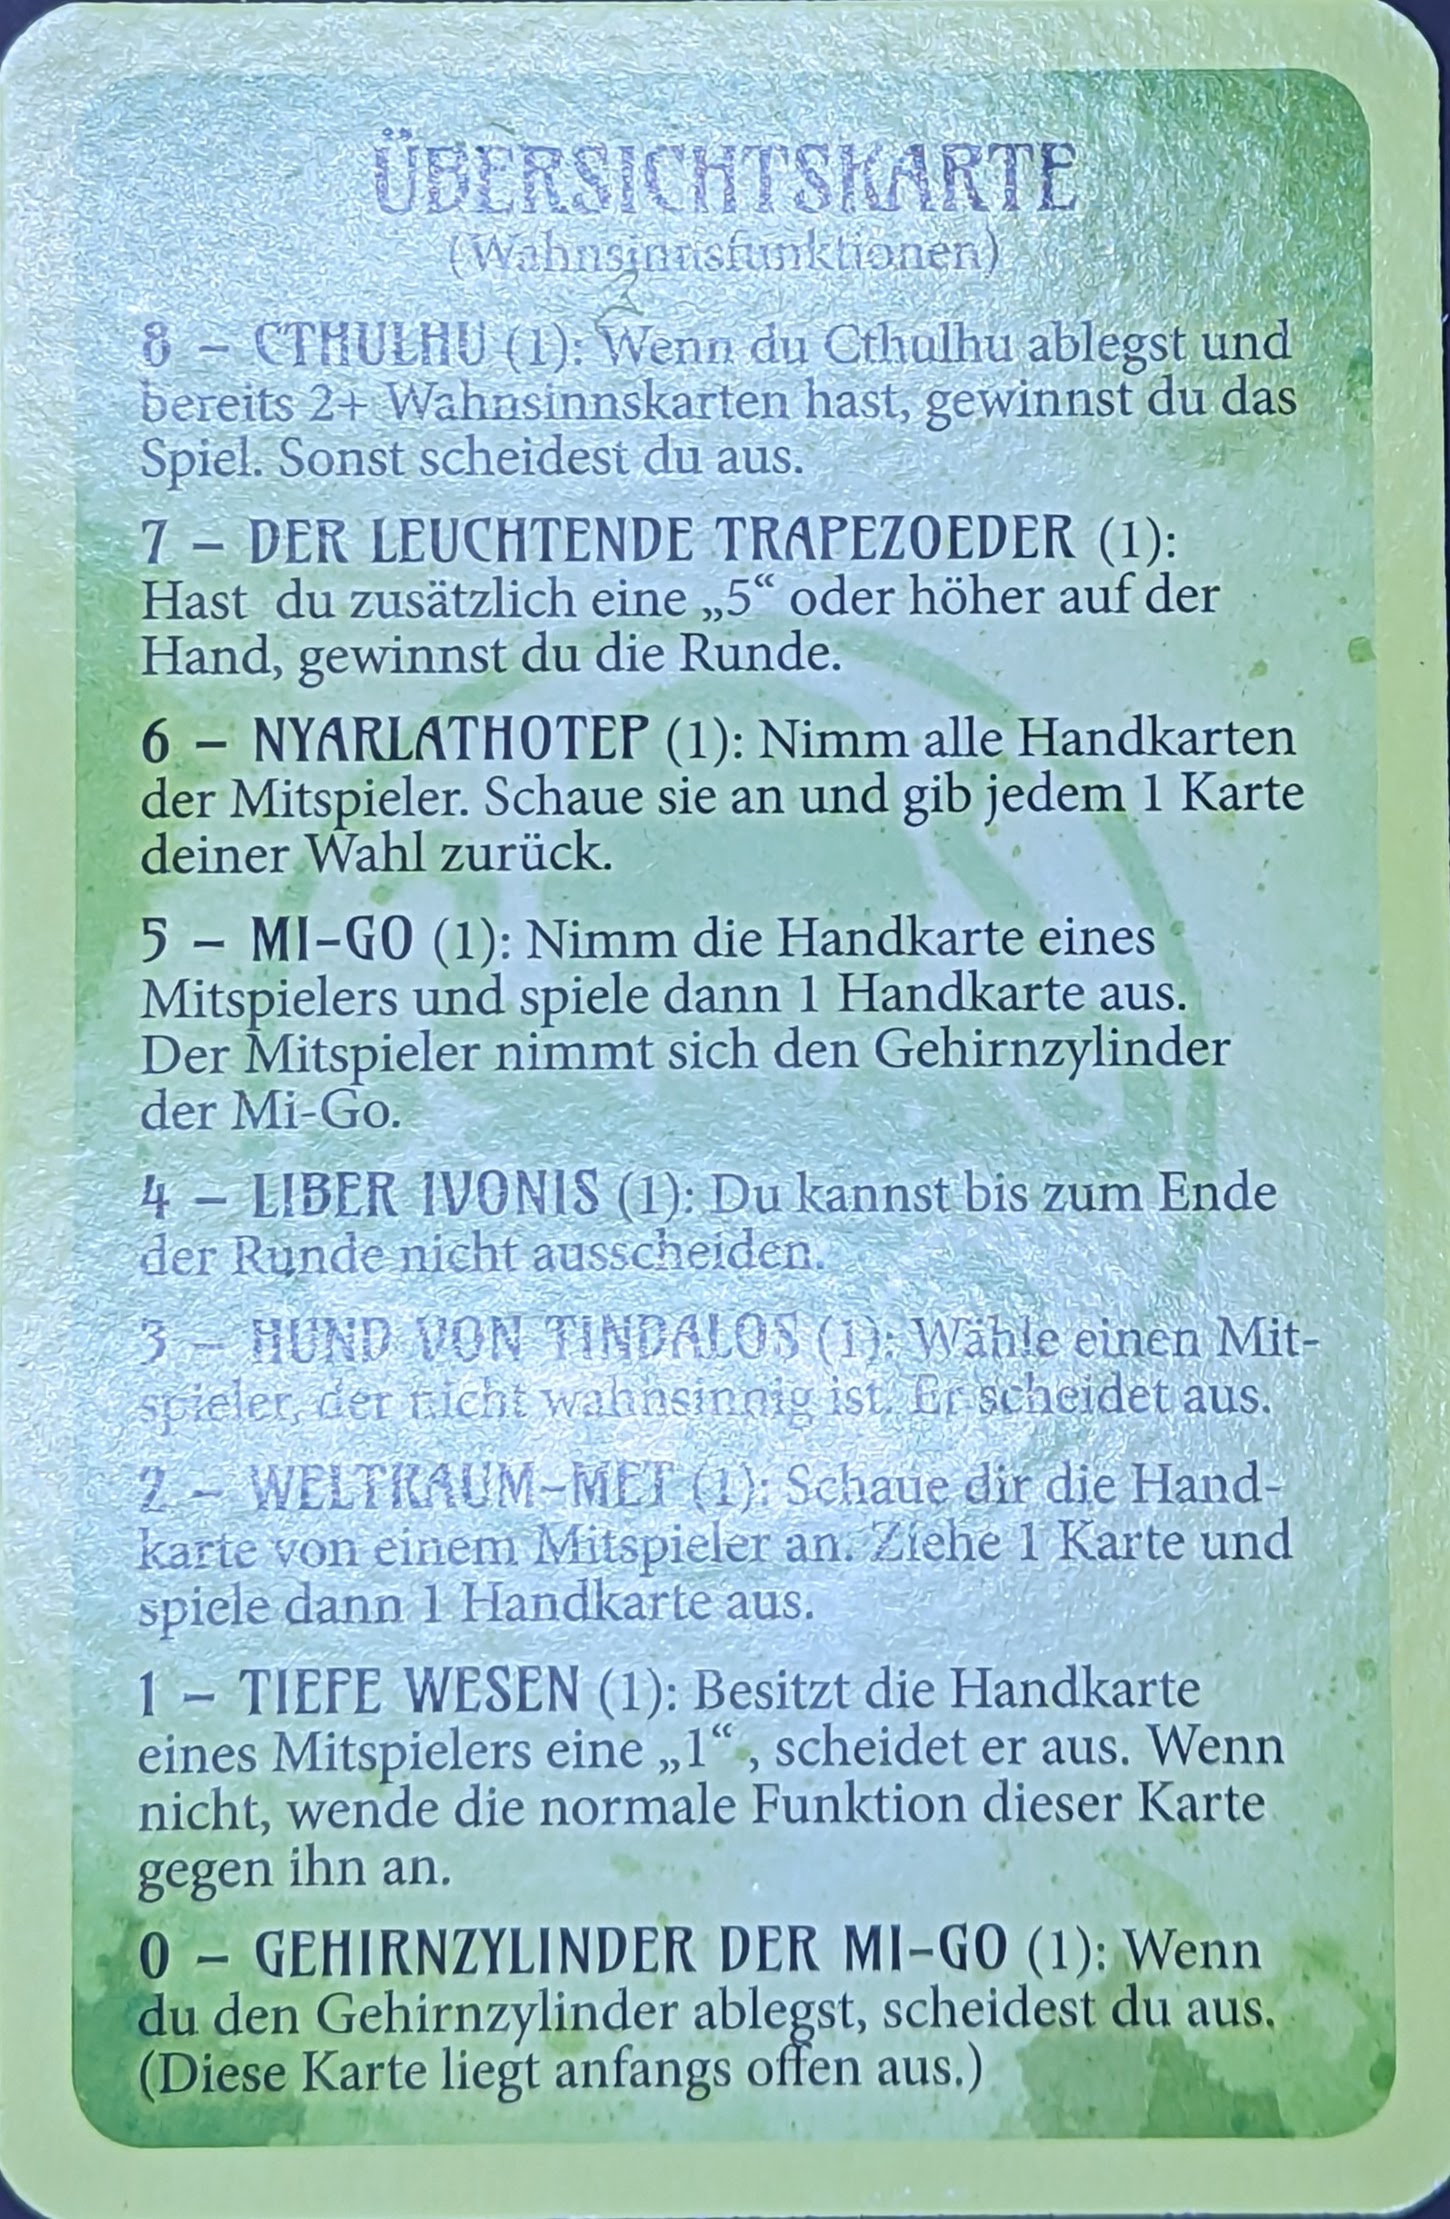 ÜBERSICHTSKARTE
(Wahnsinnsfunktionen)
8 – CTHULHU (1): Wenn du Cthulhu ablegst und
bereits 2+ Wahnsinnskarten hast, gewinnst du das
Spiel. Sonst scheidest du aus.
7 – DER LEUCHTENDE TRAPEZOEDER (1):
Hast du zusätzlich eine „5“ oder höher auf der
Hand, gewinnst du die Runde.
6 – NYARLATHOTEP (1): Nimm alle Handkarten
der Mitspieler. Schaue sie an und gib jedem 1 Karte
deiner Wahl zurück.
5 – MI-GO (1): Nimm die Handkarte eines
Mitspielers und spiele dann 1 Handkarte aus.
Der Mitspieler nimmt sich den Gehirnzylinder
der Mi-Go.
4 – LIBER IVONIS (1): Du kannst bis zum Ende
der Runde nicht ausscheiden.
3 – HUND VON TINDALOS (1): Wähle einen Mit-
spieler, der nicht wahnsinnig ist. Er scheidet aus.
2 – WELTRAUM-MET (1): Schaue dir die Hand-
karte von einem Mitspieler an. Ziehe 1 Karte und
spiele dann 1 Handkarte aus.
1 – TIEFE WESEN (1): Besitzt die Handkarte
eines Mitspielers eine „1“ , scheidet er aus. Wenn
nicht, wende die normale Funktion dieser Karte
gegen ihn an.
0 – GEHIRNZYLINDER DER MI-GO (1): Wenn
du den Gehirnzylinder ablegst, scheidest du aus.
(Diese Karte liegt anfangs offen aus.)